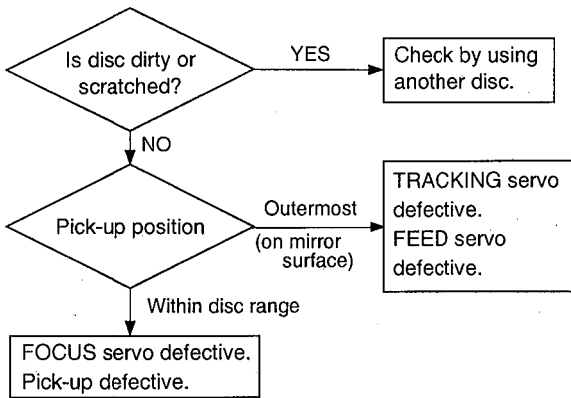 Is disc dirty or
scratched?
YES
Check by using
another disc.
NO
Pick-up position
Outermost
(on mirror
surface)
TRACKING servo
defective.
FEED servo
defective.
Within disc range
FOCUS servo defective.
Pick-up defective.